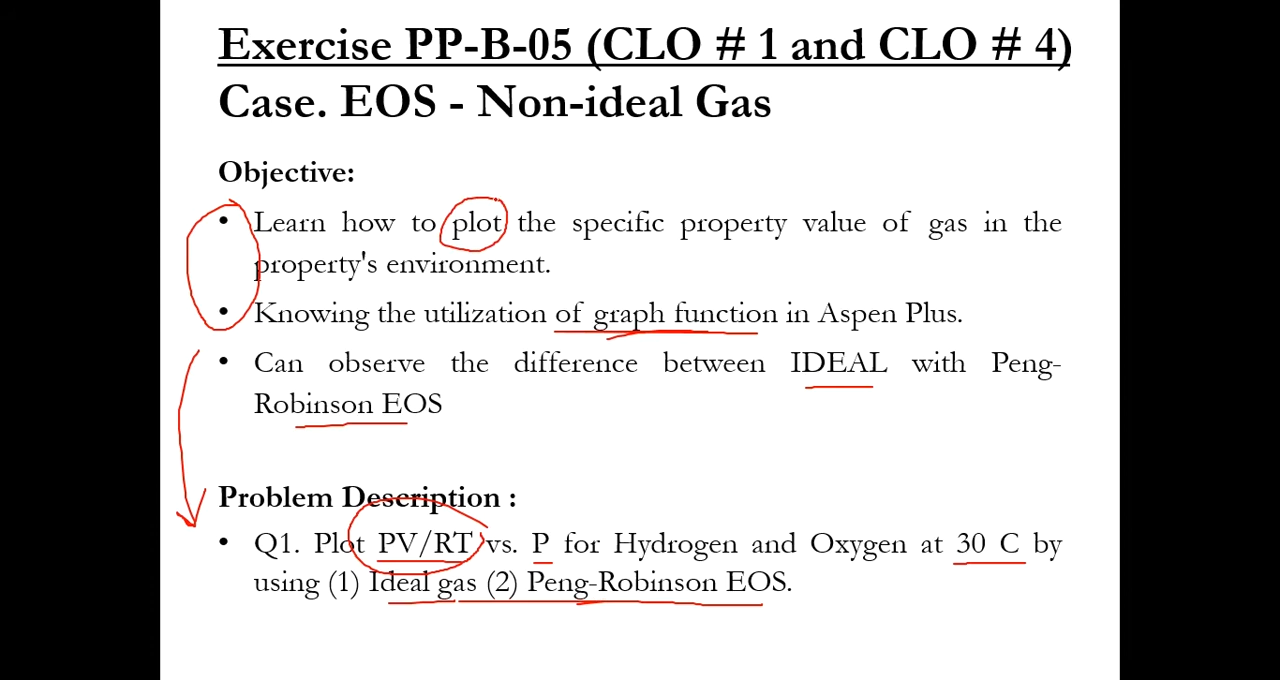 Exercise PP-B-05 (CLO # 1 and CLO # 4)
Case. EOS - Non-ideal Gas
Objective:
• Learn how to plot the specific property value of gas in the
property's environment.
• Knowing the utilization of graph function in Aspen Plus.
• Can observe the difference between IDEAL with Peng-
Robinson EOS
Problem Description :
• Q1. Plot PV/RT vs. P for Hydrogen and Oxygen at 30 C by
using (1) Ideal gas (2) Peng-Robinson EOS.